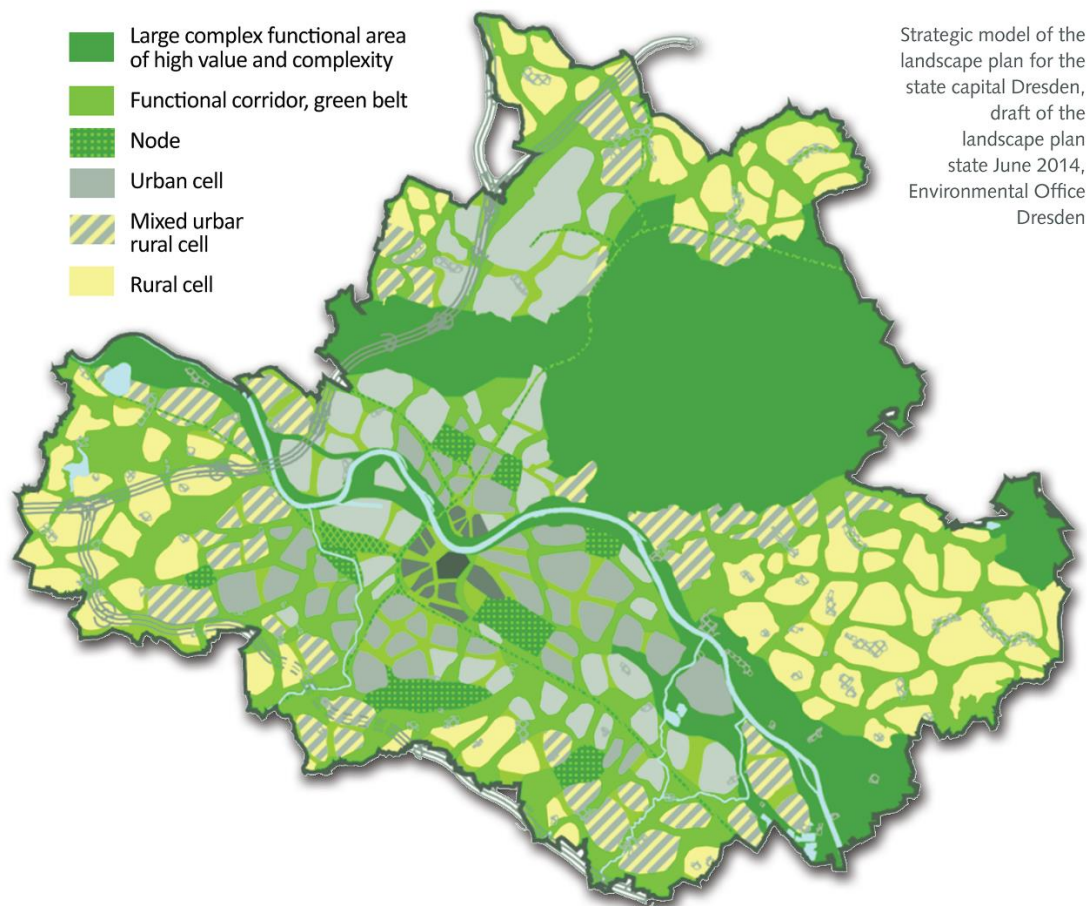 Large complex functional area
of high value and complexity
Functional corridor, green belt
Node
Urban cell
Mixed urbar
rural cell
Rural cell
Strategic model of the
landscape plan for the
state capital Dresden,
draft of the
landscape plan
state June 2014,
Environmental Office
Dresden